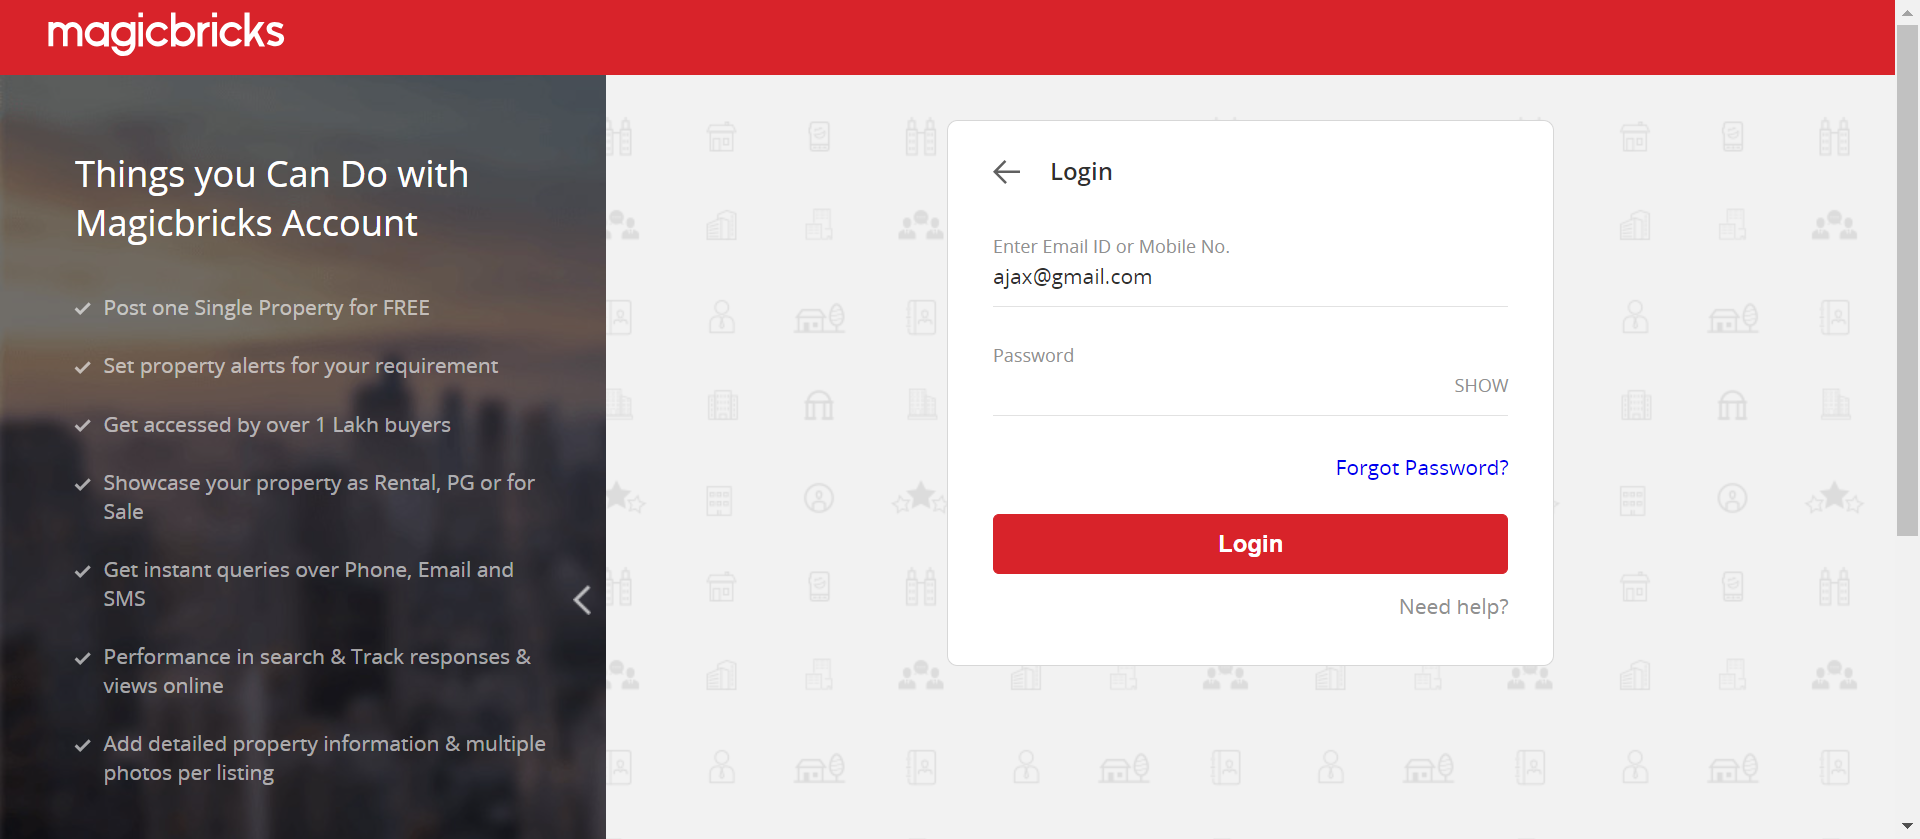 magicbricks
Things you Can Do with
Magicbricks Account
Post one Single Property for FREE
Set property alerts for your requirement
Get accessed by over 1 Lakh buyers
Showcase your property as Rental, PG or for
Sale
Get instant queries over Phone, Email and
SMS
Performance in search & Track responses &
views online
Add detailed property information & multiple
photos per listing
Login
Enter Email ID or Mobile No.
ajax@gmail.com
Password
SHOW
Forgot Password?
Login
Need help?